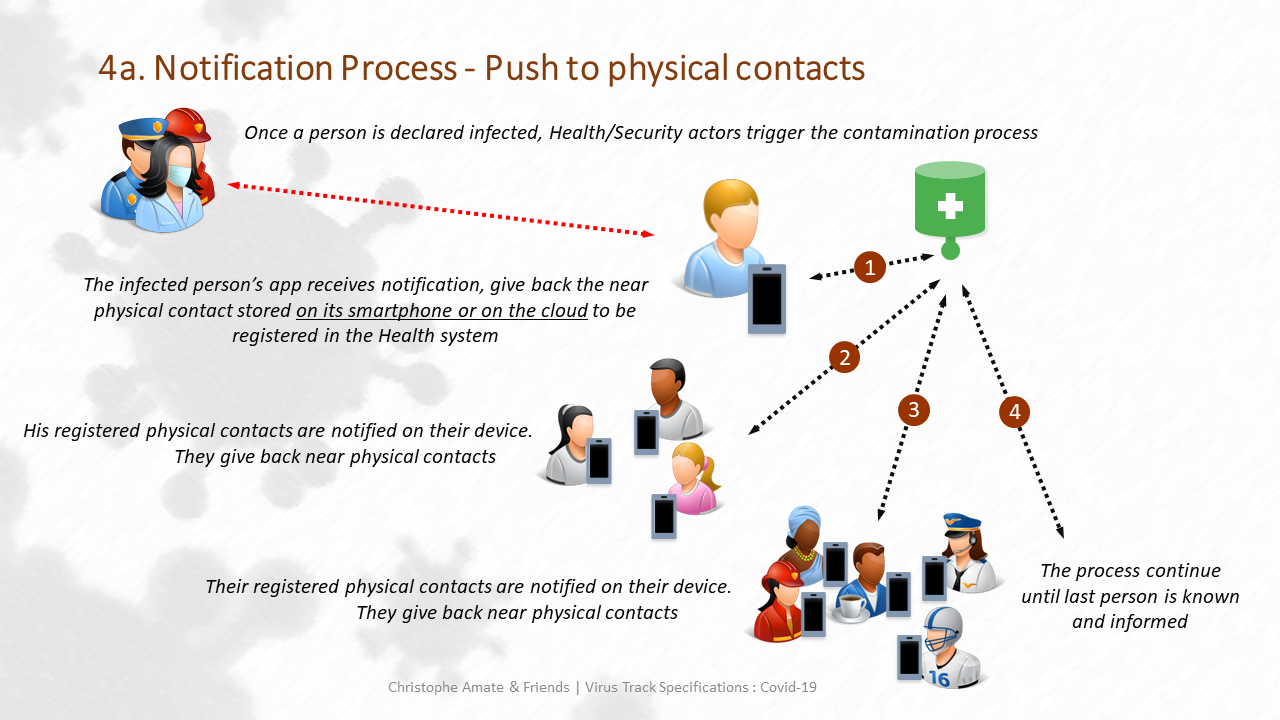 4a. Notification Process - Push to physical contacts
Once a person is declared infected, Health/Security actors trigger the contamination process
1
The infected person's app receives notification, give back the near
physical contact stored on its smartphone or on the cloud to be
registered in the Health system
2
3
4
His registered physical contacts are notified on their device.
They give back near physical contacts
Their registered physical contacts are notified on their device.
They give back near physical contacts
The process continue
until last person is known
and informed
16
Christophe Amate & Friends | Virus Track Specifications : Covid-19